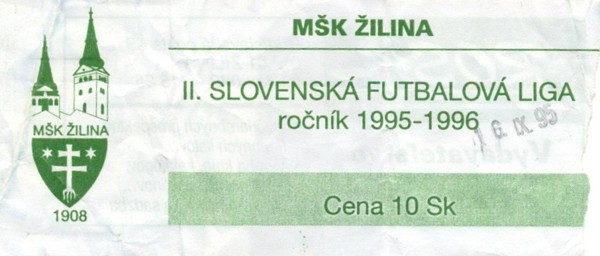 MŠK ŽILINA
II. SLOVENSKÁ FUTBALOVÁ LIGA
ročník 1995-1996
16. IX. 95
Cena 10 Sk
MŠK ŽILINA
1908